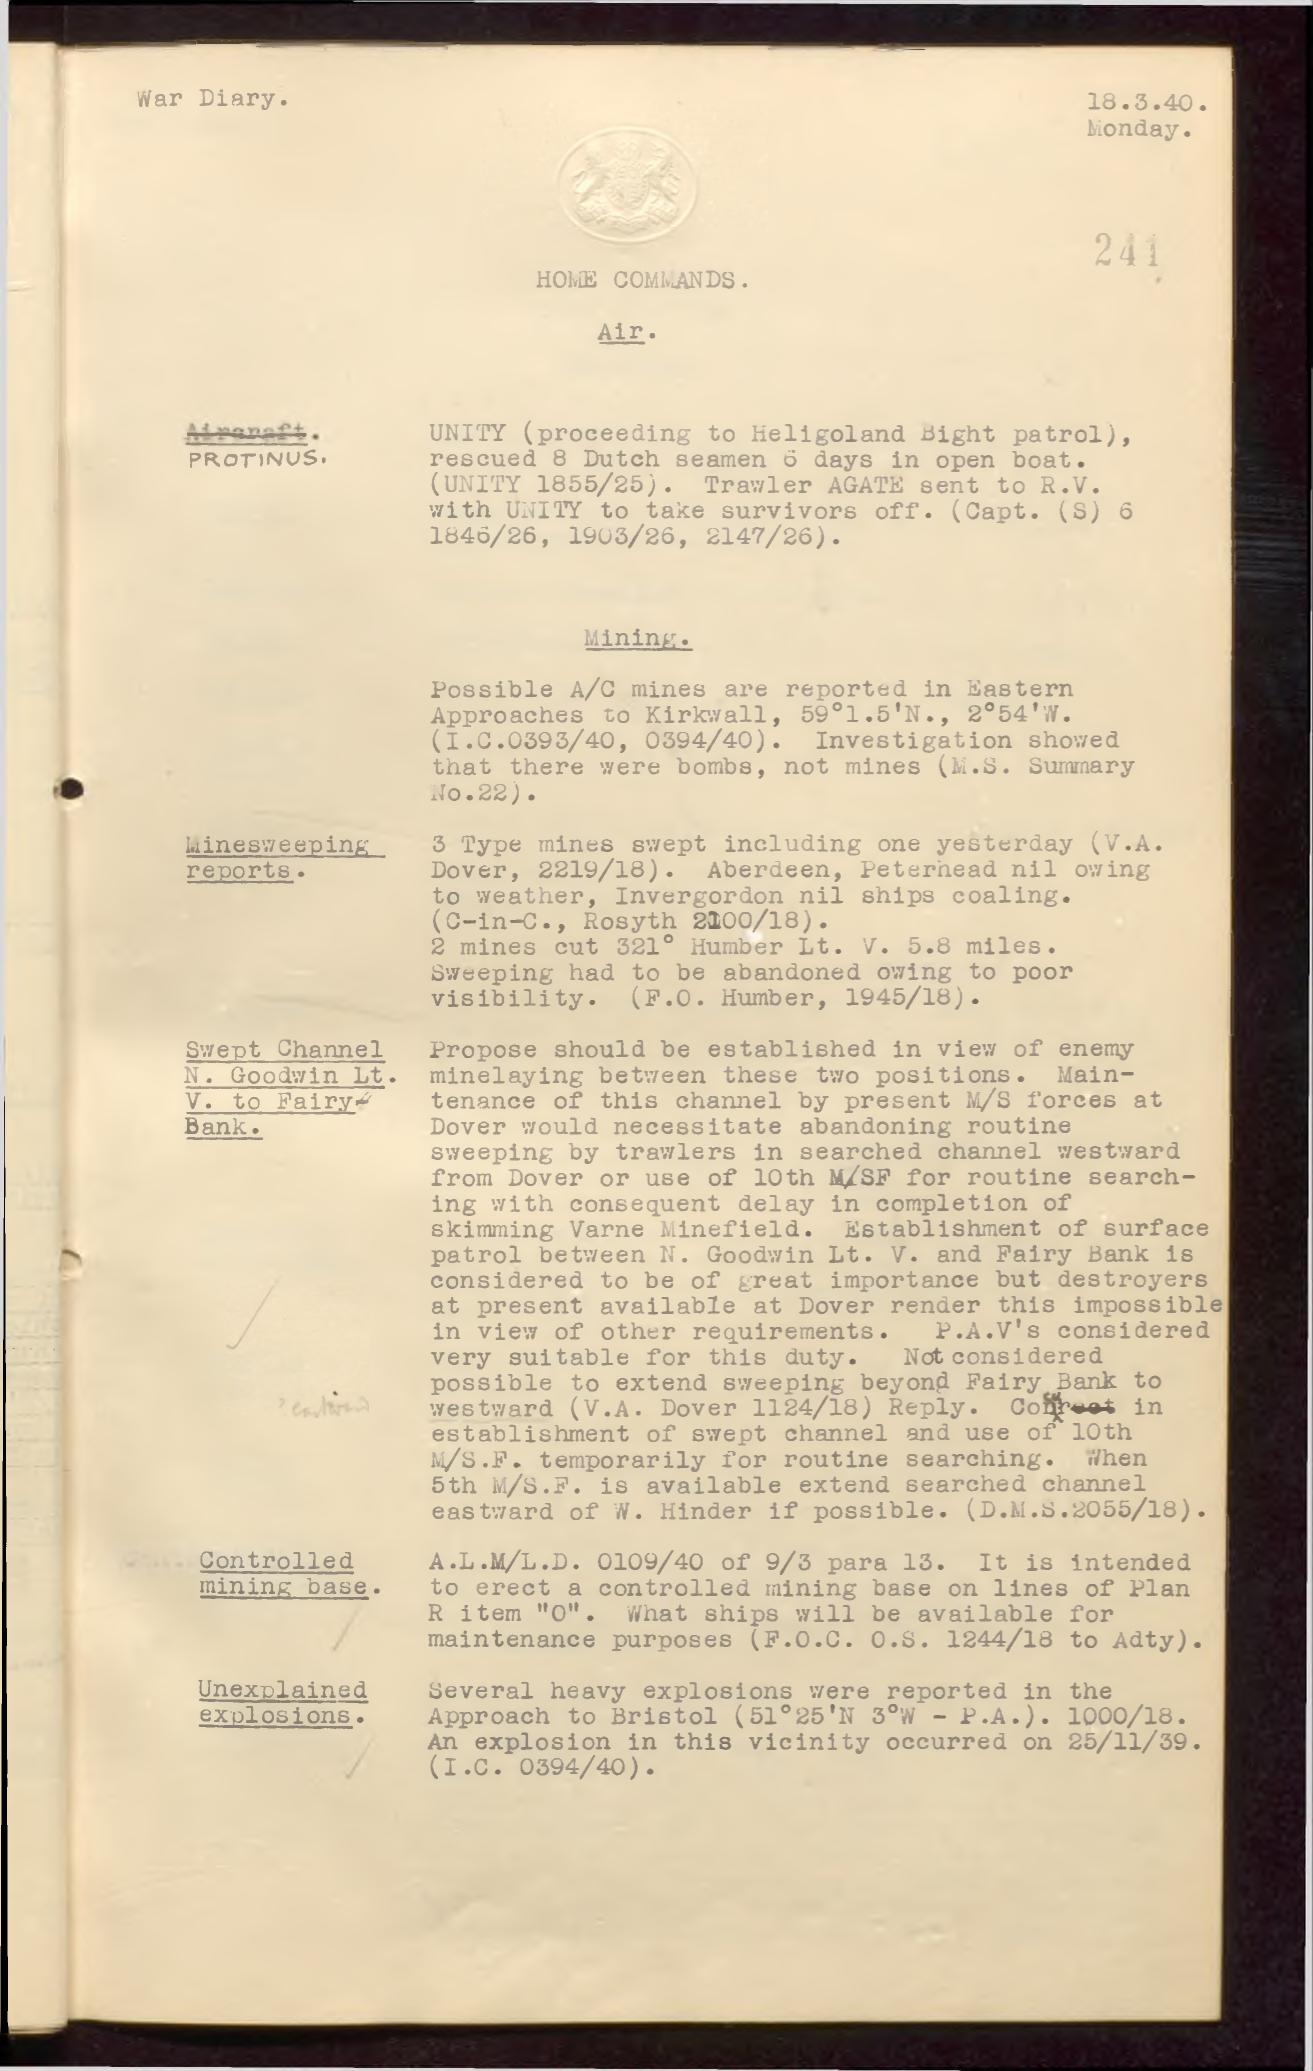 War Diary.
18.3.40.
Monday.
241
HOME COMMANDS.
Air.
Aircraft.
PROTINUS.
UNITY (proceeding to Heligoland Bight patrol),
rescued 8 Dutch seamen 6 days in open boat.
(UNITY 1855/25). Trawler AGATE sent to R.V.
with UNITY to take survivors off. (Capt. (S) 6
1846/26, 1903/26, 2147/26).
Mining.
Possible A/C mines are reported in Eastern
Approaches to Kirkwall, 59°1.5'N., 2°54'W.
(I.C.0393/40, 0394/40). Investigation showed
that there were bombs, not mines (M.S. Summary
No.22).
Minesweeping
reports.
3 Type mines swept including one yesterday (V.A.
Dover, 2219/18). Aberdeen, Peterhead nil owing
to weather, Invergordon nil ships coaling.
(C-in-C., Rosyth 2100/18).
2 mines cut 321° Humber Lt. V. 5.8 miles.
Sweeping had to be abandoned owing to poor
visibility. (F.O. Humber, 1945/18).
Swept Channel
N. Goodwin Lt.
V. to Fairy
Bank.
Propose should be established in view of enemy
minelaying between these two positions. Main-
tenance of this channel by present M/S forces at
Dover would necessitate abandoning routine
sweeping by trawlers in searched channel westward
from Dover or use of 10th M/SF for routine search-
ing with consequent delay in completion of
skimming Varne Minefield. Establishment of surface
patrol between N. Goodwin Lt. V. and Fairy Bank is
considered to be of great importance but destroyers
at present available at Dover render this impossible
in view of other requirements. P.A.V's considered
very suitable for this duty. Not considered
possible to extend sweeping beyond Fairy Bank to
? eastward
westward (V.A. Dover 1124/18) Reply. in
establishment of swept channel and use of 10th
M/S.F. temporarily for routine searching. When
5th M/S.F. is available extend searched channel
eastward of W. Hinder if possible. (D.M.S.2055/18).
Controlled
mining base.
A.L.M/L.D. 0109/40 of 9/3 para 13. It is intended
to erect a controlled mining base on lines of Plan
R item "O". What ships will be available for
maintenance purposes (F.O.C. O.S. 1244/18 to Adty).
Unexplained
explosions.
Several heavy explosions were reported in the
Approach to Bristol (51°25'N 3°W - P.A.). 1000/18.
An explosion in this vicinity occurred on 25/11/39.
(I.C. 0394/40).